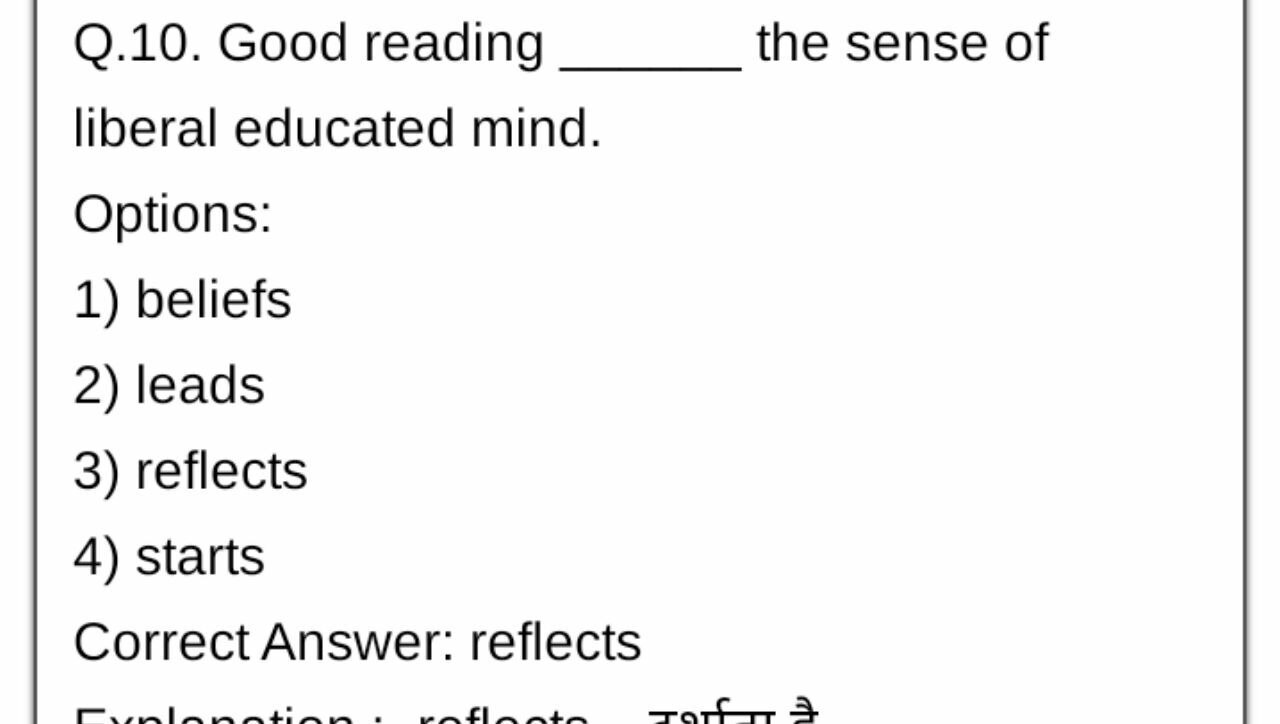 Q.10. Good reading ______ the sense of
liberal educated mind.
Options:
1) beliefs
2) leads
3) reflects
4) starts
Correct Answer: reflects
Explanation : reflects दर्शाता है